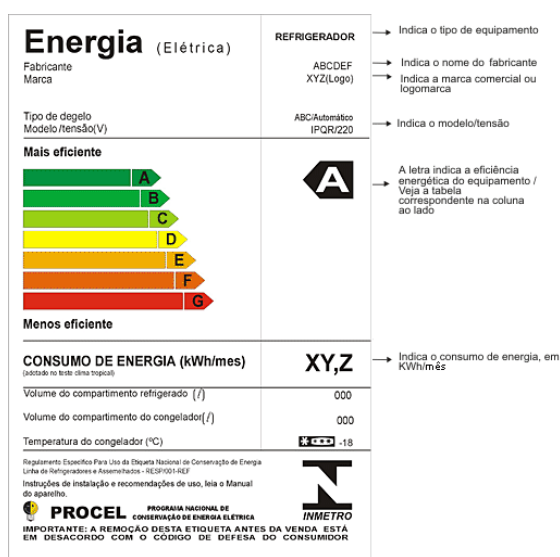 Energia (Elétrica)
REFRIGERADOR
Indica o tipo de equipamento
Fabricante
ABCDEF
Indica o nome do fabricante
Marca
XYZ(Logo)
Indica a marca comercial ou
logomarca
Tipo de degelo
ABC/Automático
Modelo/tensão(V)
IPQR/220
Indica o modelo/tensão
Mais eficiente
A
B
C
D
E
F
G
A
A letra indica a eficiência
energética do equipamento /
Veja a tabela
correspondente na coluna
ao lado
Menos eficiente
CONSUMO DE ENERGIA (kWh/mes)
(adotado no teste clima tropical)
XY,Z
Indica o consumo de energia, em
KWh/mês
Volume do compartimento refrigerado (ℓ)
000
Volume do compartimento do congelador(ℓ)
000
Temperatura do congelador (ºC)
-18
Regulamento Específico Para Uso da Etiqueta Nacional de Conservação de Energia
Linha de Refrigeradores e Assemelhados - RESP/001-REF
Instruções de instalação e recomendações de uso, leia o Manual
do aparelho.
PROCEL
PROGRAMA NACIONAL DE
CONSERVAÇÃO DE ENERGIA ELÉTRICA
INMETRO
IMPORTANTE: A REMOÇÃO DESTA ETIQUETA ANTES DA VENDA ESTÁ
EM DESACORDO COM O CÓDIGO DE DEFESA DO CONSUMIDOR